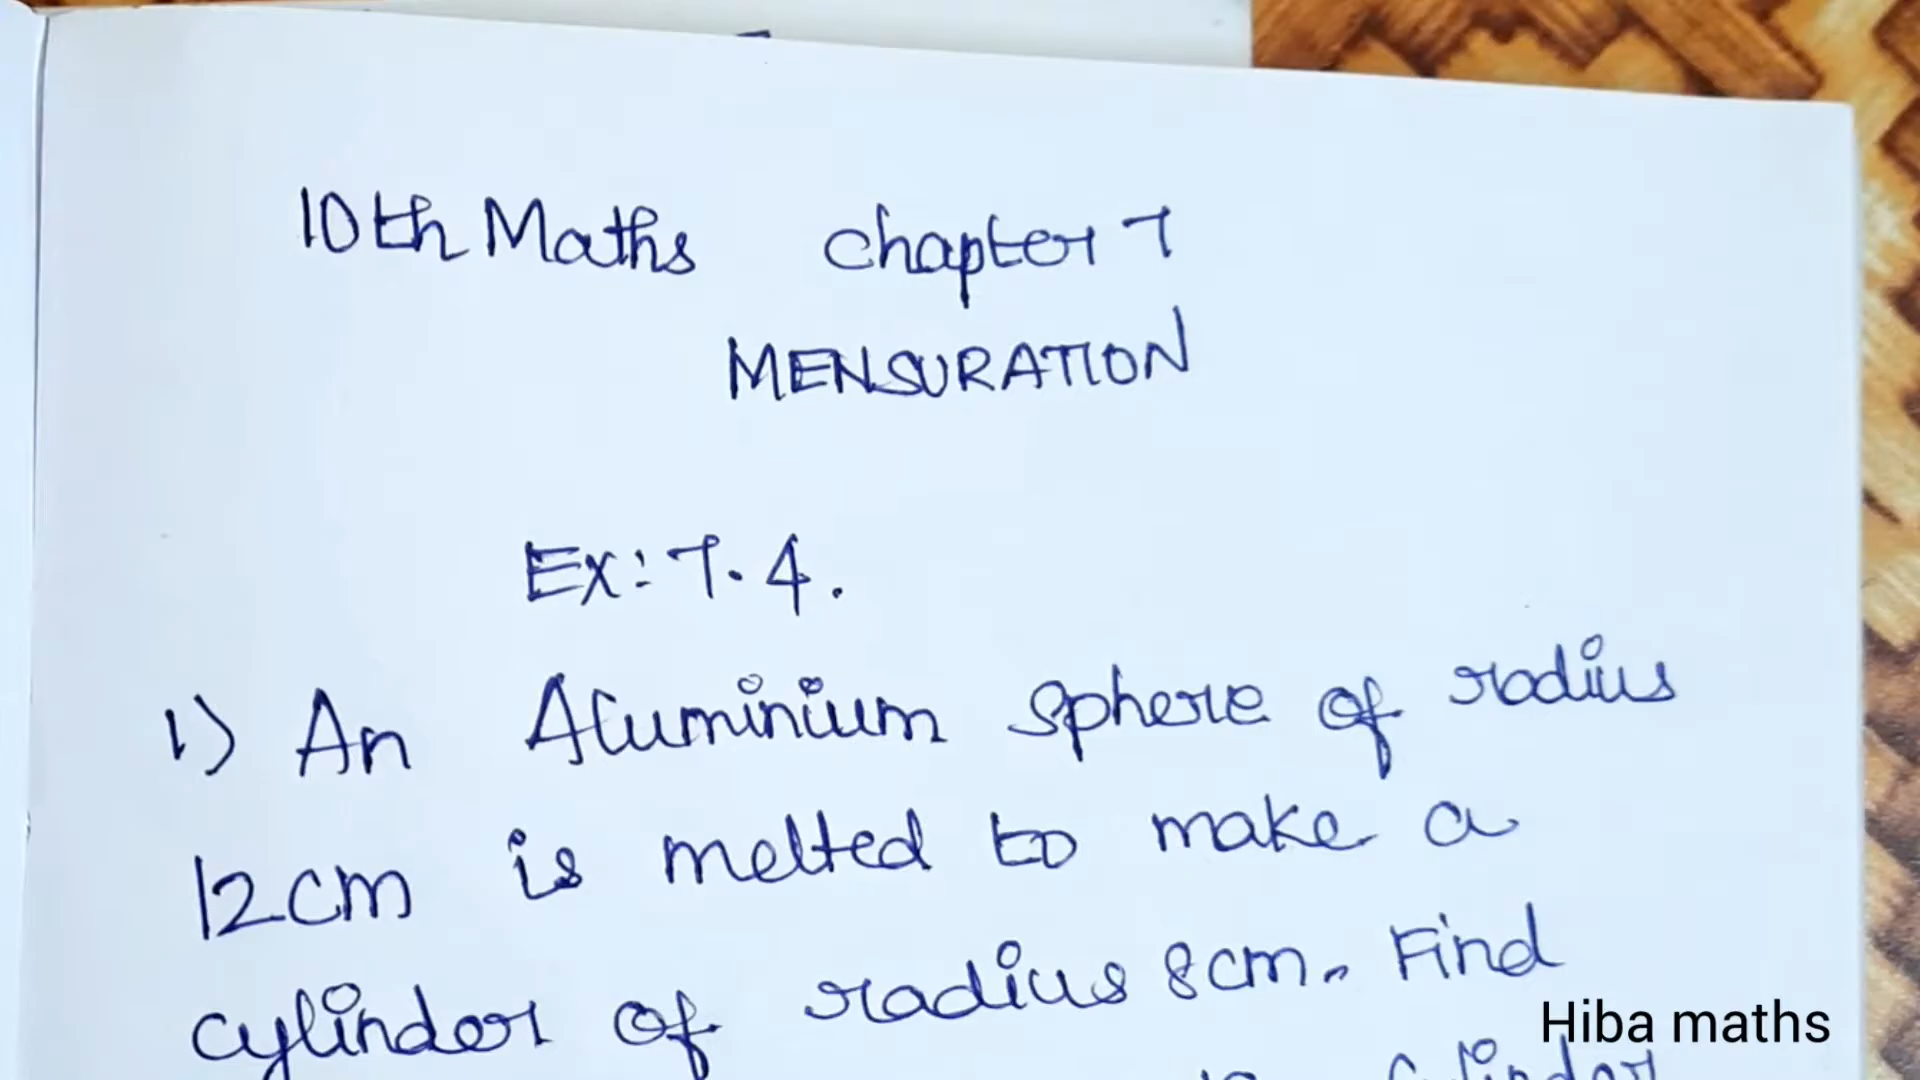 10th Maths chapter 7
MENSURATION
Ex: 7.4.
1) An Aluminium sphere of radius
12cm is melted to make a
cylinder of radius 8cm. Find
Hiba maths
cylinder